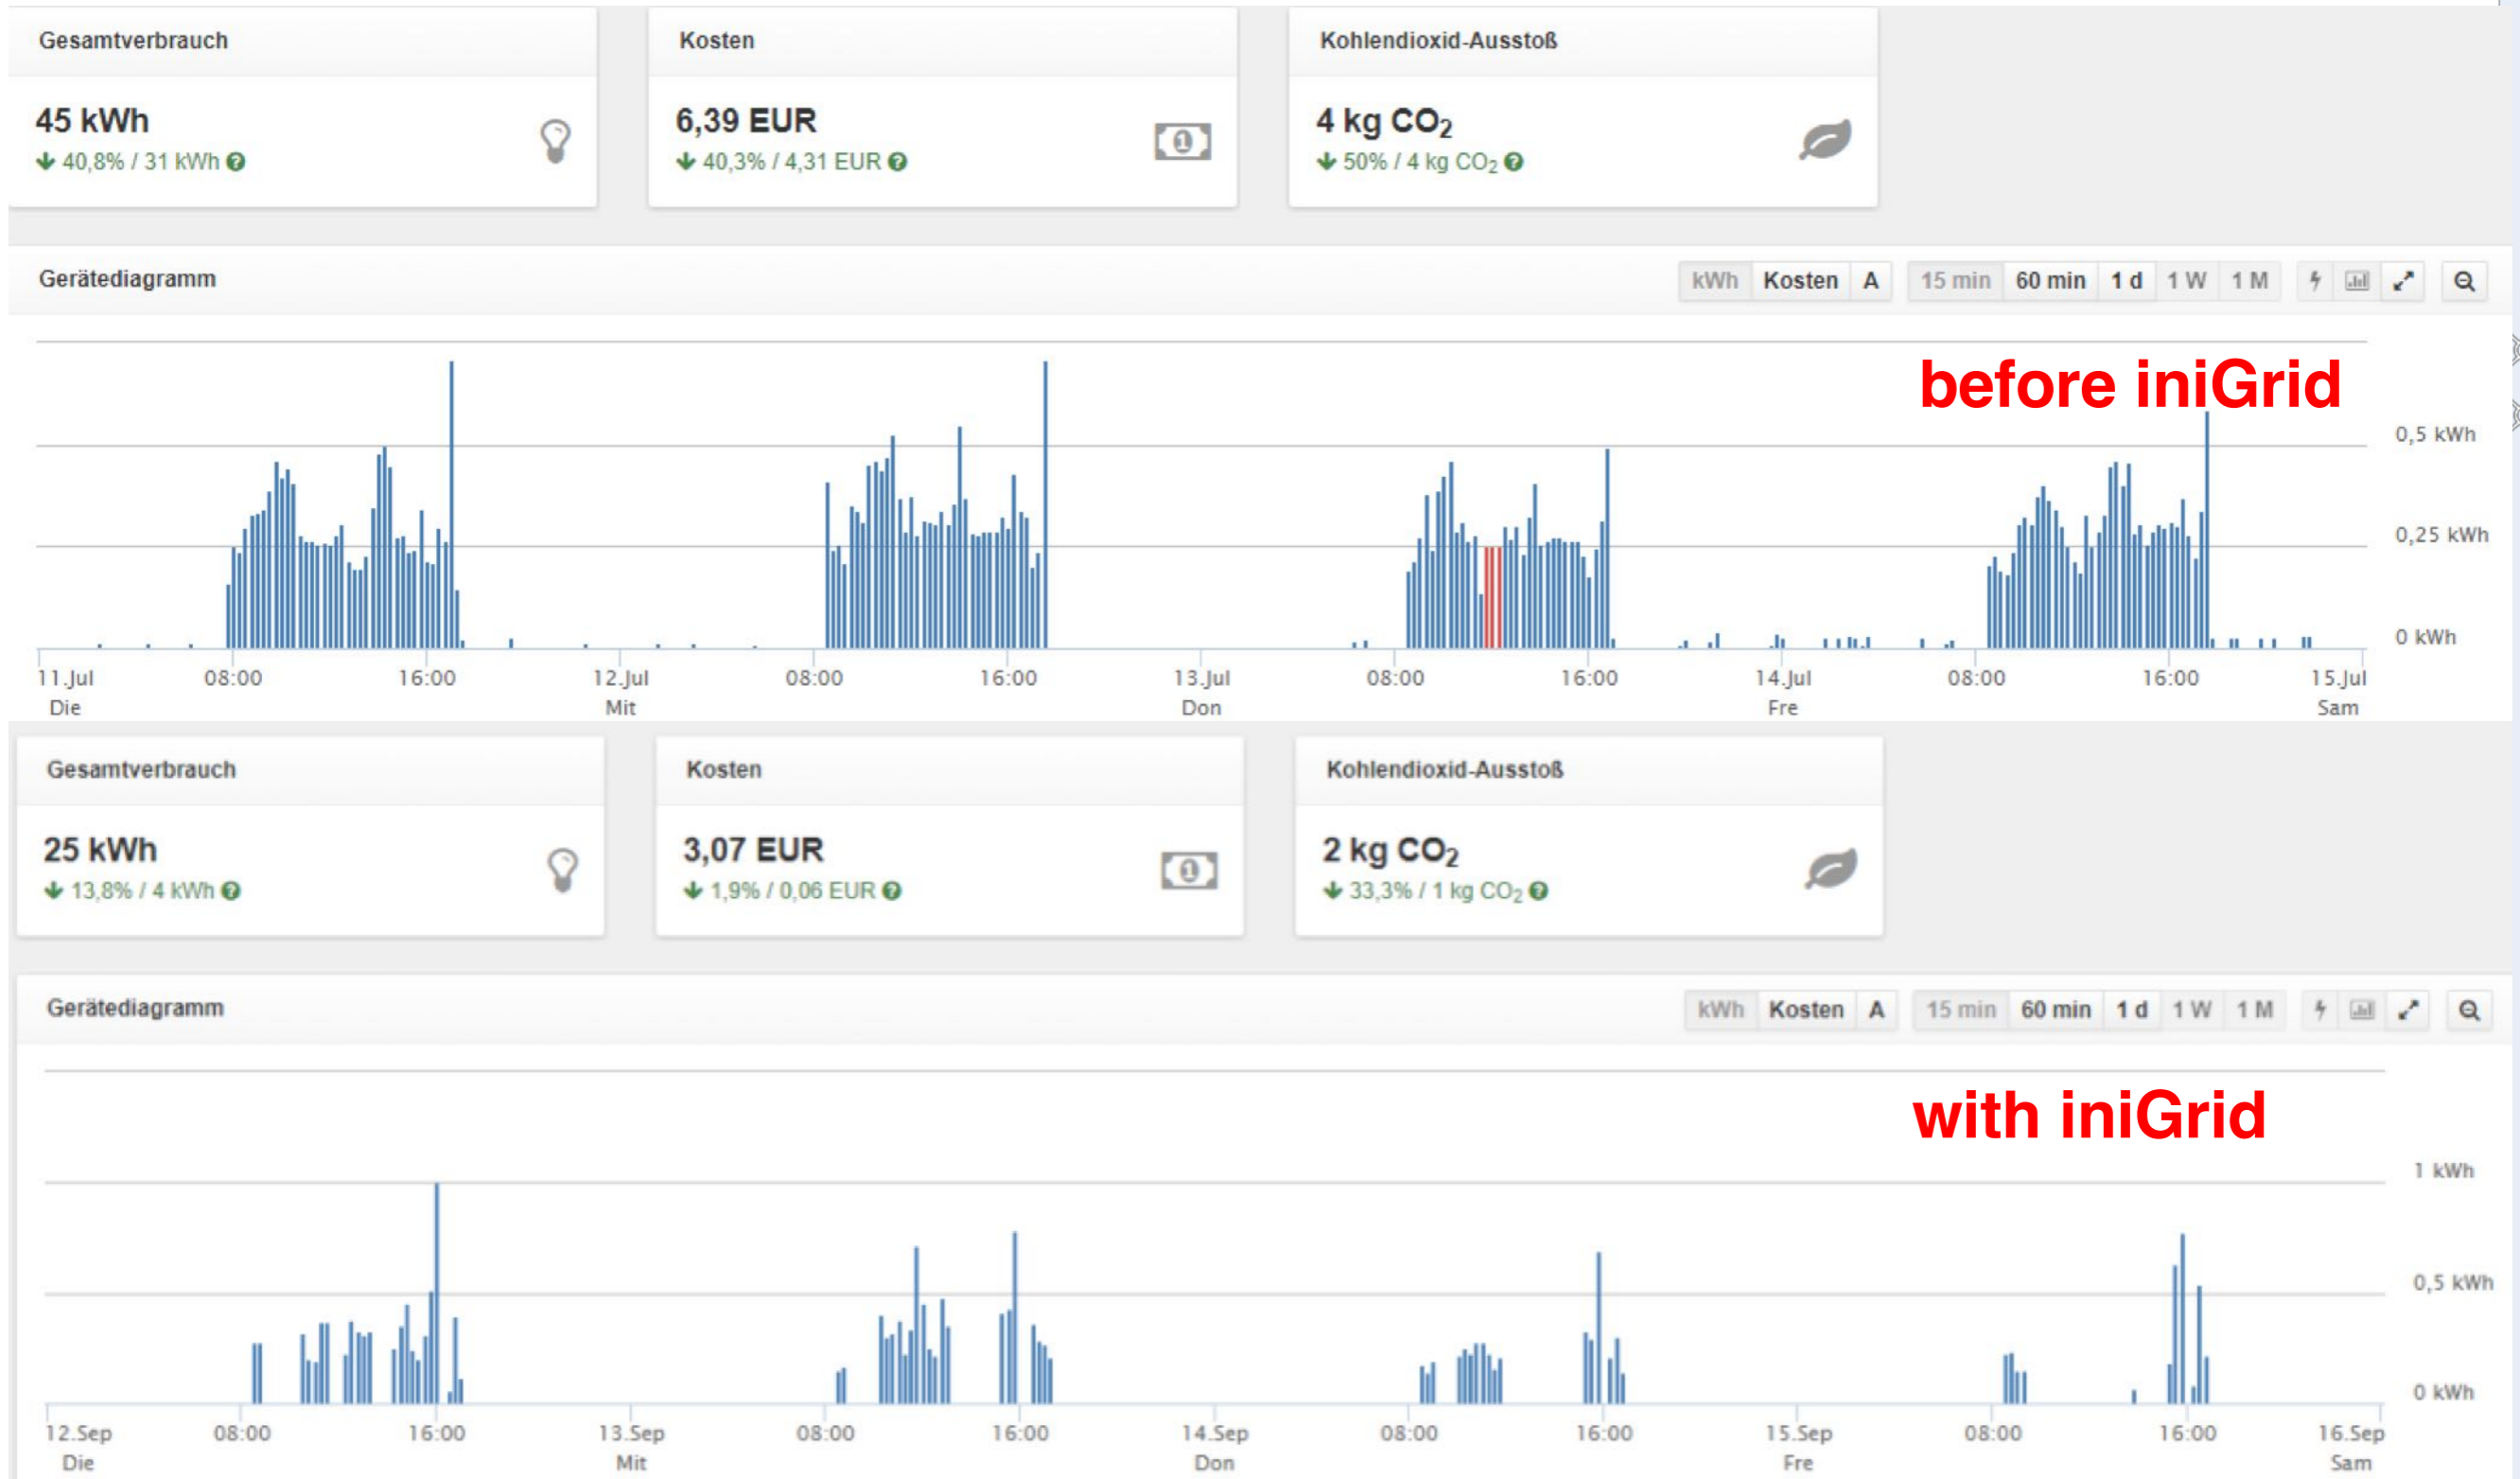 Gesamtverbrauch
Kosten
Kohlendioxid-Ausstoß
45 kWh
6,39 EUR
4 kg CO₂
40,8% / 31 kWh ?
40,3% / 4,31 EUR ?
50% / 4 kg CO₂ ?
Gerätediagramm
kWh Kosten A 15 min 60 min 1 d 1 W 1 M
before iniGrid
0,5 kWh
0,25 kWh
0 kWh
11.Jul 08:00 16:00 12.Jul 08:00 16:00 13.Jul 08:00 16:00 14.Jul 08:00 16:00 15.Jul
Die Mit Don Fre Sam
Gesamtverbrauch
Kosten
Kohlendioxid-Ausstoß
25 kWh
3,07 EUR
2 kg CO₂
13,8% / 4 kWh ?
1,9% / 0,06 EUR ?
33,3% / 1 kg CO₂ ?
Gerätediagramm
kWh Kosten A 15 min 60 min 1 d 1 W 1 M
with iniGrid
1 kWh
0,5 kWh
0 kWh
12.Sep 08:00 16:00 13.Sep 08:00 16:00 14.Sep 08:00 16:00 15.Sep 08:00 16:00 16.Sep
Die Mit Don Fre Sam